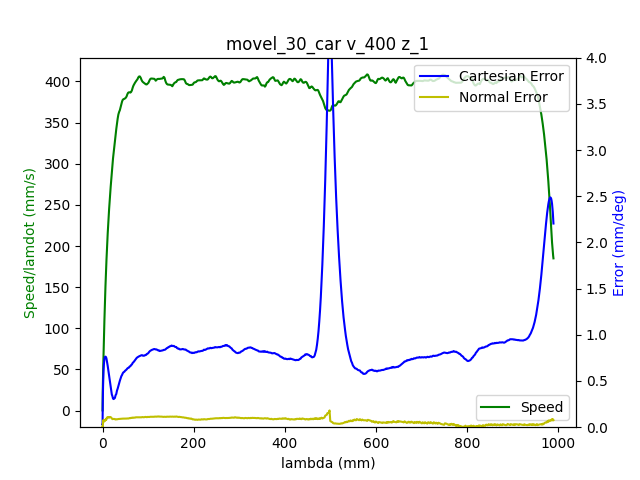 movel_30_car v_400 z_1
Cartesian Error
Normal Error
Speed
Speed/lamdot (mm/s)
400
350
300
250
200
150
100
50
0
4.0
3.5
3.0
2.5
2.0
1.5
1.0
0.5
0.0
Error (mm/deg)
0 200 400 600 800 1000
lambda (mm)